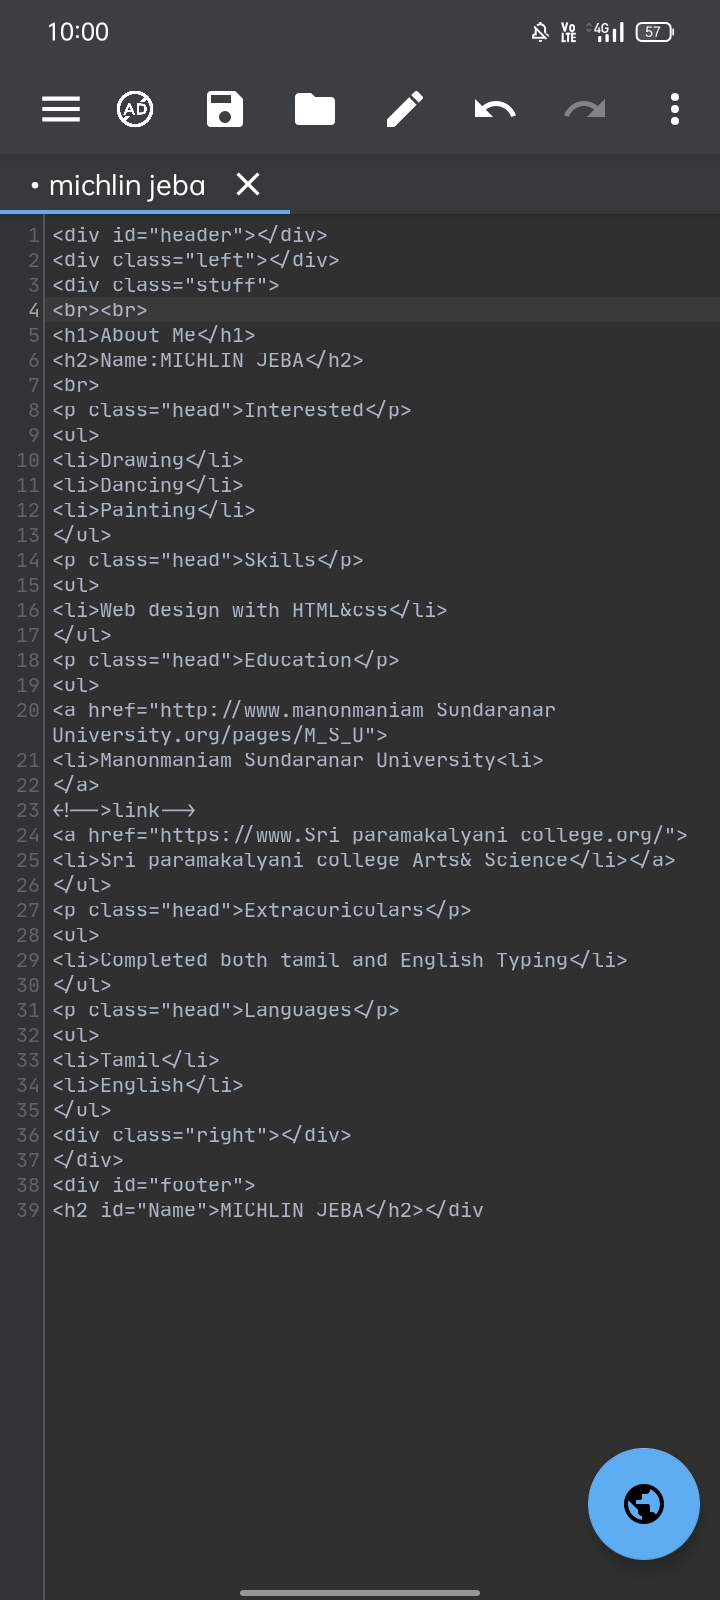 10:00
Vo LTE 4G 57
AD
• michlin jeba
1 <div id="header"></div>
2 <div class="left"></div>
3 <div class="stuff">
4 <br><br>
5 <h1>About Me</h1>
6 <h2>Name:MICHLIN JEBA</h2>
7 <br>
8 <p class="head">Interested</p>
9 <ul>
10 <li>Drawing</li>
11 <li>Dancing</li>
12 <li>Painting</li>
13 </ul>
14 <p class="head">Skills</p>
15 <ul>
16 <li>Web design with HTML&css</li>
17 </ul>
18 <p class="head">Education</p>
19 <ul>
20 <a href="http://www.manonmaniam Sundaranar
University.org/pages/M_S_U">
21 <li>Manonmaniam Sundaranar University<li>
22 </a>
23 <!-->link-->
24 <a href="https://www.Sri paramakalyani college.org/">
25 <li>Sri paramakalyani college Arts& Science</li></a>
26 </ul>
27 <p class="head">Extracuriculars</p>
28 <ul>
29 <li>Completed both tamil and English Typing</li>
30 </ul>
31 <p class="head">Languages</p>
32 <ul>
33 <li>Tamil</li>
34 <li>English</li>
35 </ul>
36 <div class="right"></div>
37 </div>
38 <div id="footer">
39 <h2 id="Name">MICHLIN JEBA</h2></div